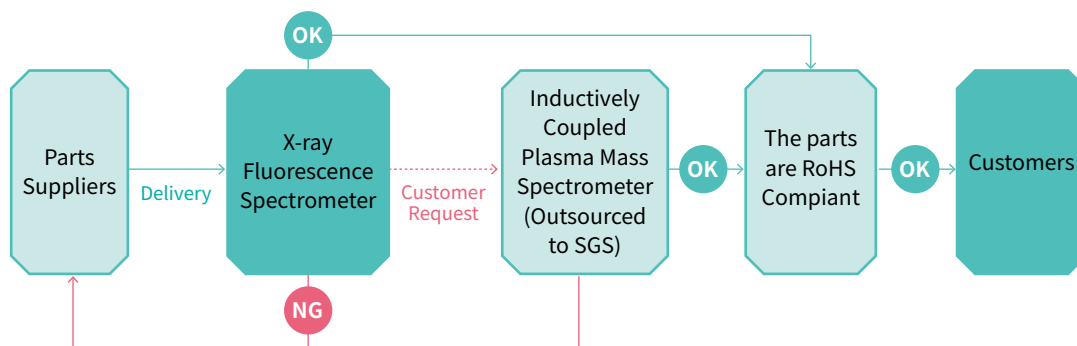 OK
Parts
Suppliers
Delivery
X-ray
Fluorescence
Spectrometer
Customer
Request
Inductively
Coupled
Plasma Mass
Spectrometer
(Outsourced
to SGS)
OK
The parts
are RoHS
Compiant
OK
Customers
NG